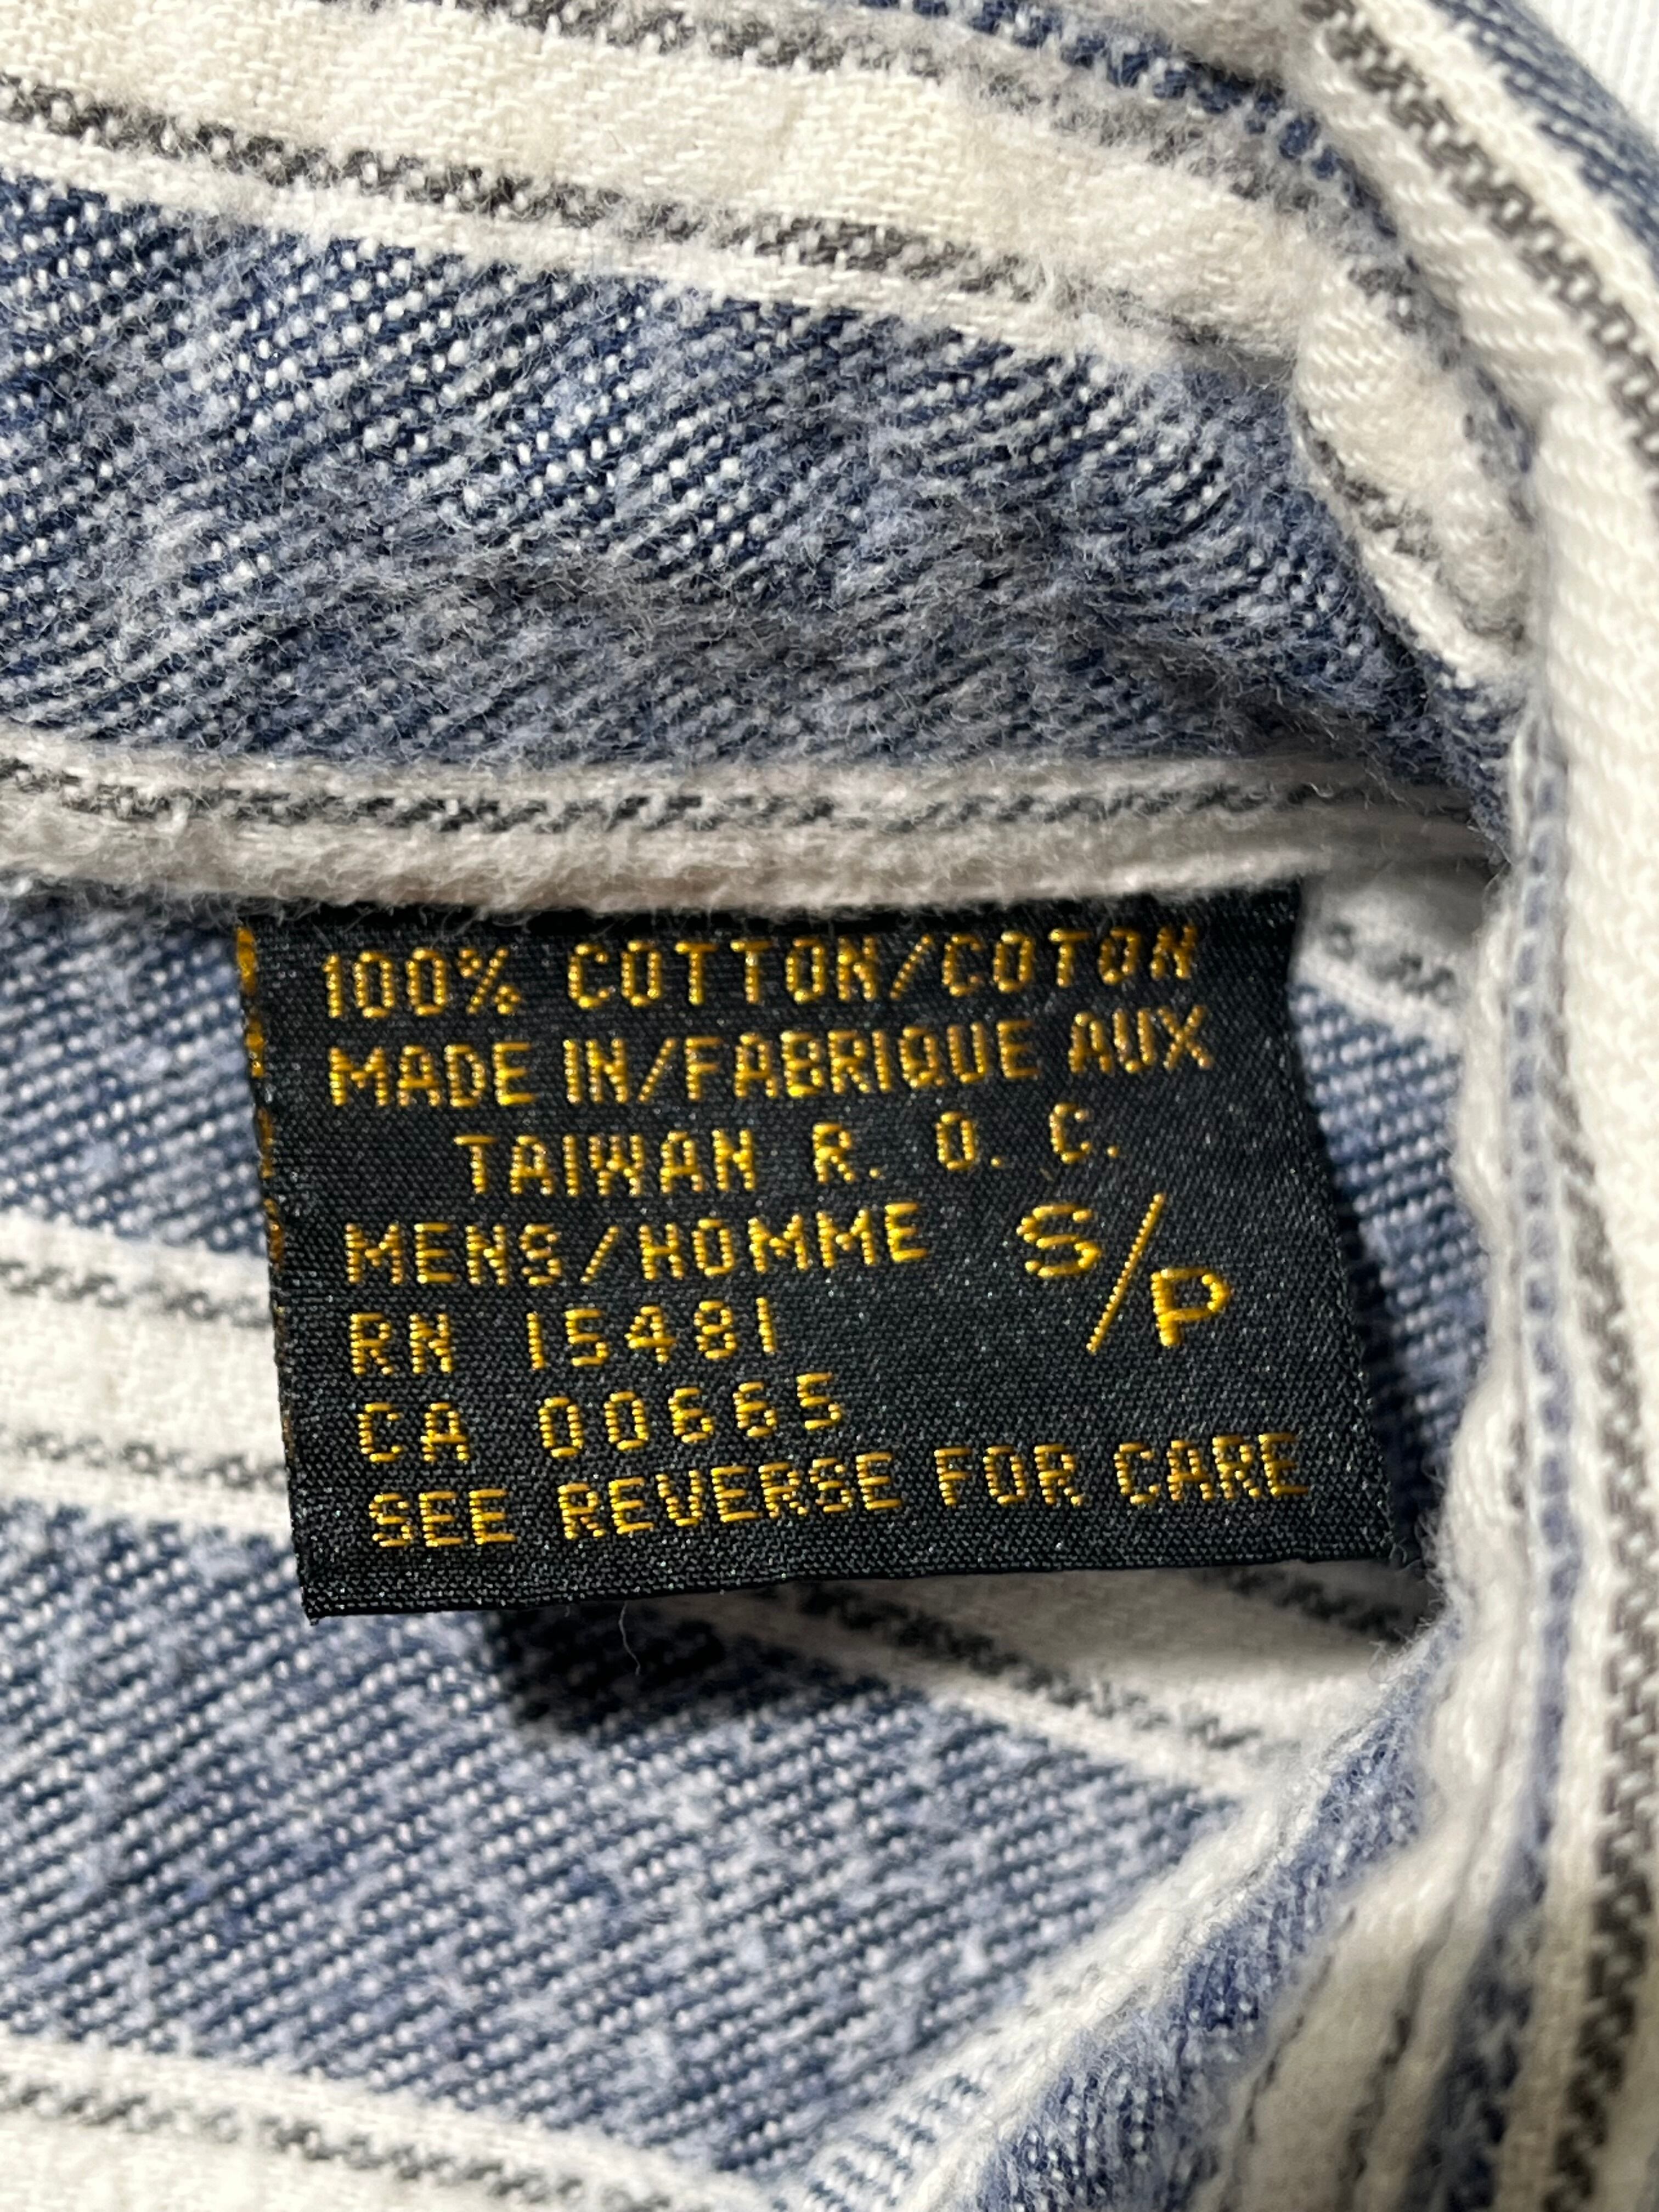 100% COTTON/COTON
MADE IN/FABRIQUE AUX
TAIWAN R. O. C.
MENS/HOMME S/P
RN 15481
CA 00665
SEE REVERSE FOR CARE